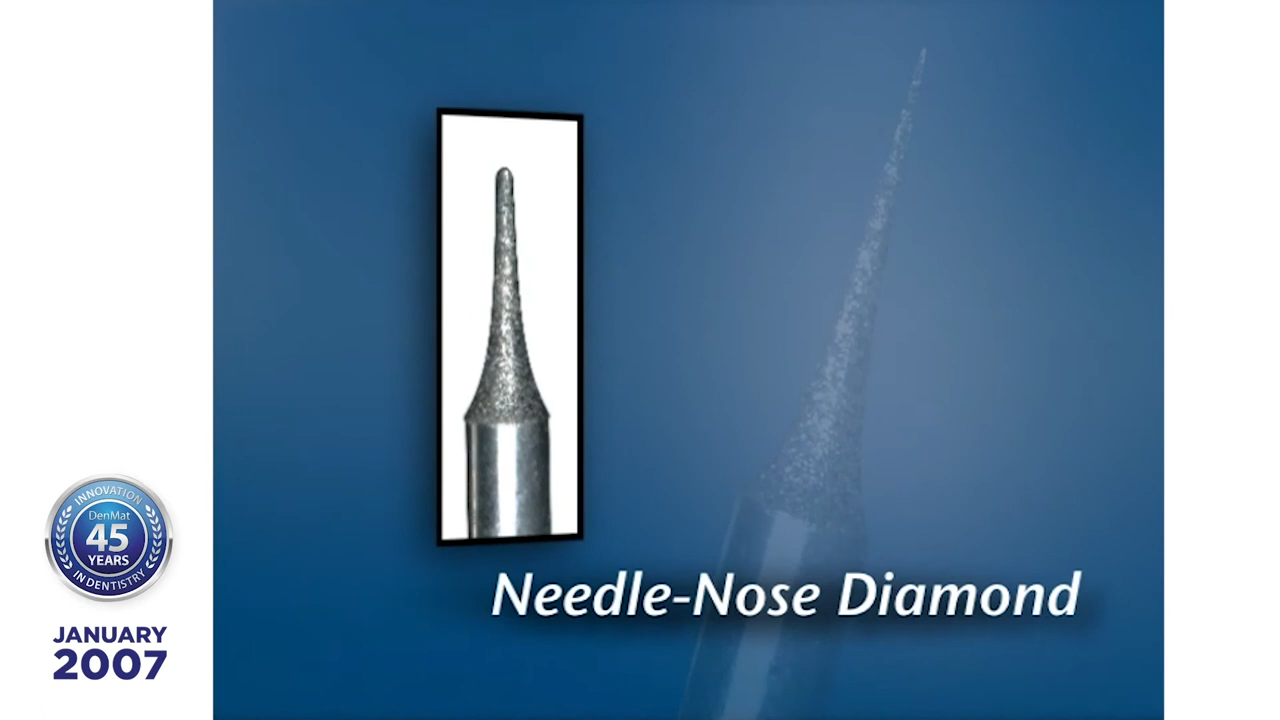 INNOVATION
DenMat
45
YEARS
IN DENTISTRY
JANUARY
2007
Needle-Nose Diamond